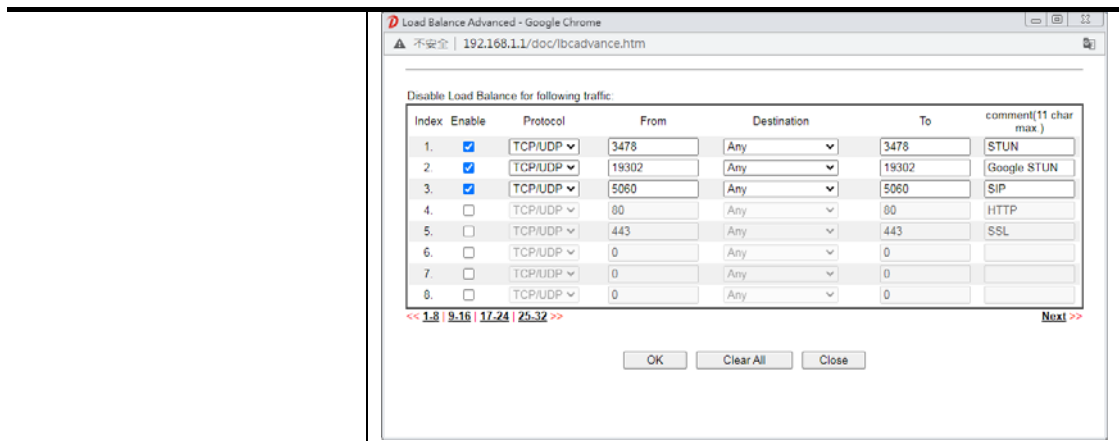 Load Balance Advanced - Google Chrome
不安全 | 192.168.1.1/doc/lbcadvance.htm
Disable Load Balance for following traffic:
Index Enable Protocol From Destination To comment(11 char max.)
1. TCP/UDP 3478 Any 3478 STUN
2. TCP/UDP 19302 Any 19302 Google STUN
3. TCP/UDP 5060 Any 5060 SIP
4. TCP/UDP 80 Any 80 HTTP
5. TCP/UDP 443 Any 443 SSL
6. TCP/UDP 0 Any 0
7. TCP/UDP 0 Any 0
8. TCP/UDP 0 Any 0
<< 1-8 | 9-16 | 17-24 | 25-32 >> Next >>
OK Clear All Close